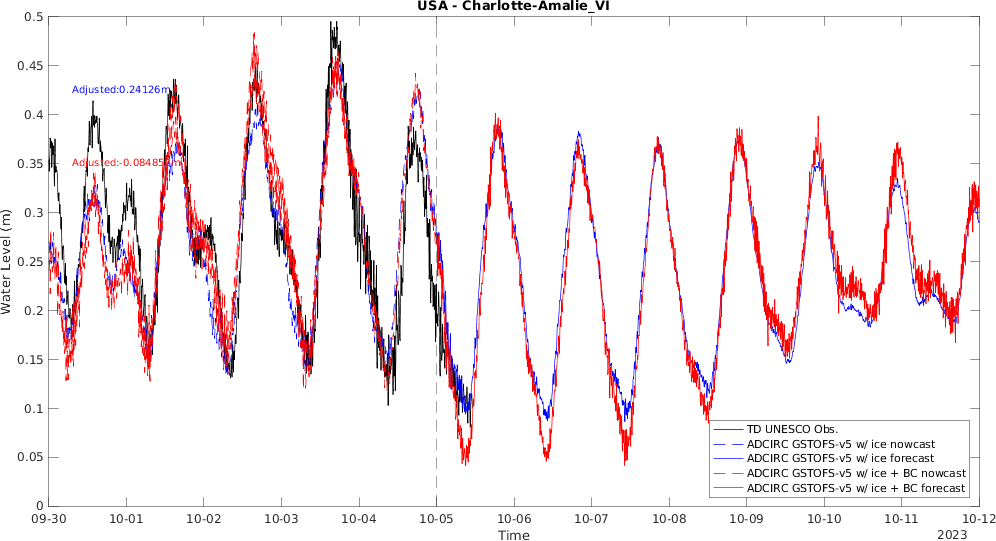 USA - Charlotte-Amalie_VI
0.5
0.45
0.4
0.35
0.3
0.25
0.2
0.15
0.1
0.05
0
Water Level (m)
Adjusted:0.24126m
TD UNESCO Obs.
ADCIRC GSTOFS-v5 w/ ice nowcast
ADCIRC GSTOFS-v5 w/ ice forecast
ADCIRC GSTOFS-v5 w/ ice + BC nowcast
ADCIRC GSTOFS-v5 w/ ice + BC forecast
09-30 10-01 10-02 10-03 10-04 10-05 10-06 10-07 10-08 10-09 10-10 10-11 10-12
Time
2023